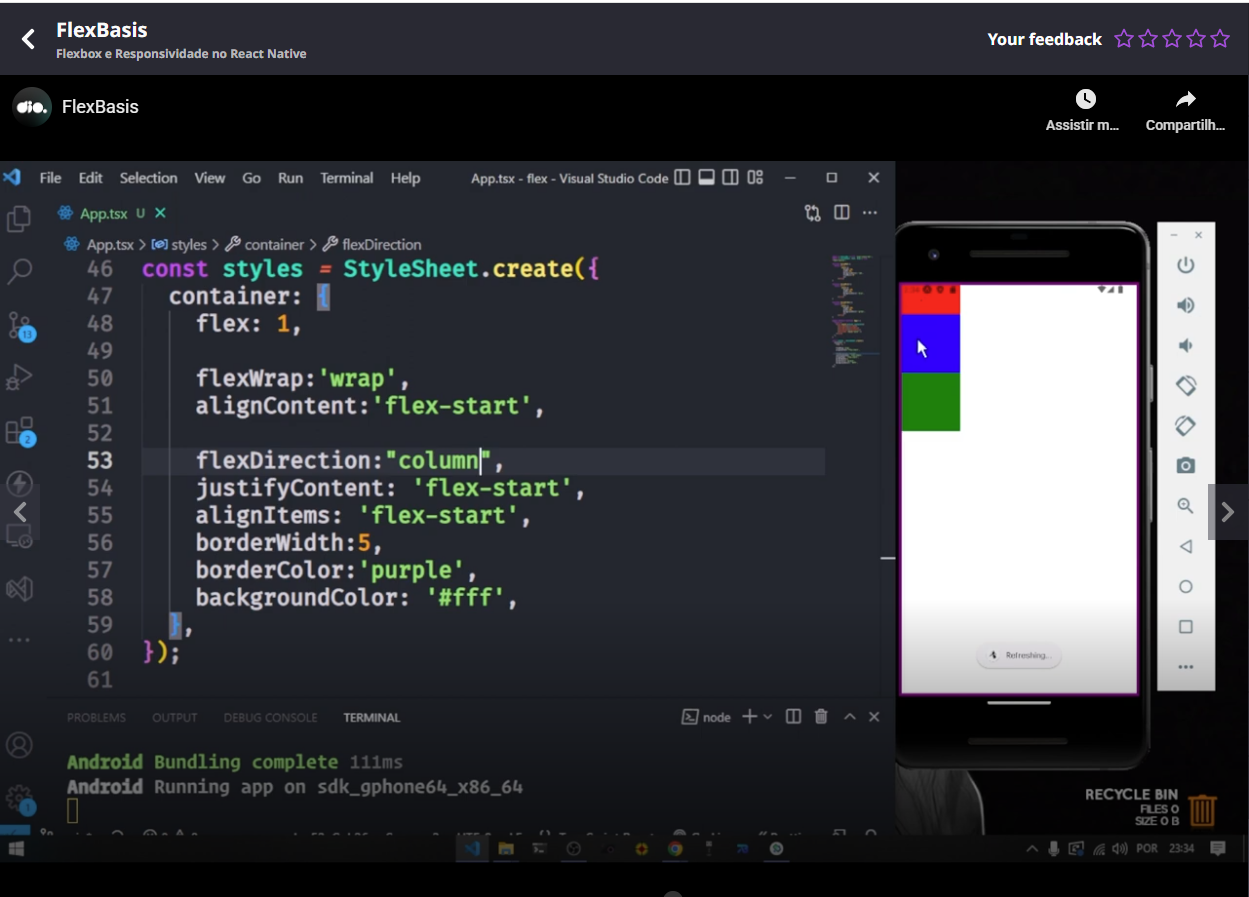 FlexBasis
Flexbox e Responsividade no React Native
Your feedback
dio.
FlexBasis
Assistir m...
Compartilh...
File Edit Selection View Go Run Terminal Help
App.tsx - flex - Visual Studio Code
App.tsx U
App.tsx > styles > container > flexDirection
46 const styles = StyleSheet.create({
47 container: {
48 flex: 1,
49
50 flexWrap:'wrap',
51 alignContent:'flex-start',
52
53 flexDirection:"column",
54 justifyContent: 'flex-start',
55 alignItems: 'flex-start',
56 borderWidth:5,
57 borderColor:'purple',
58 backgroundColor: '#fff',
59 },
60 });
61
13
2
1
Refreshing...
PROBLEMS OUTPUT DEBUG CONSOLE TERMINAL
node
Android Bundling complete 111ms
Android Running app on sdk_gphone64_x86_64
RECYCLE BIN
FILES 0
SIZE 0 B
POR 23:34